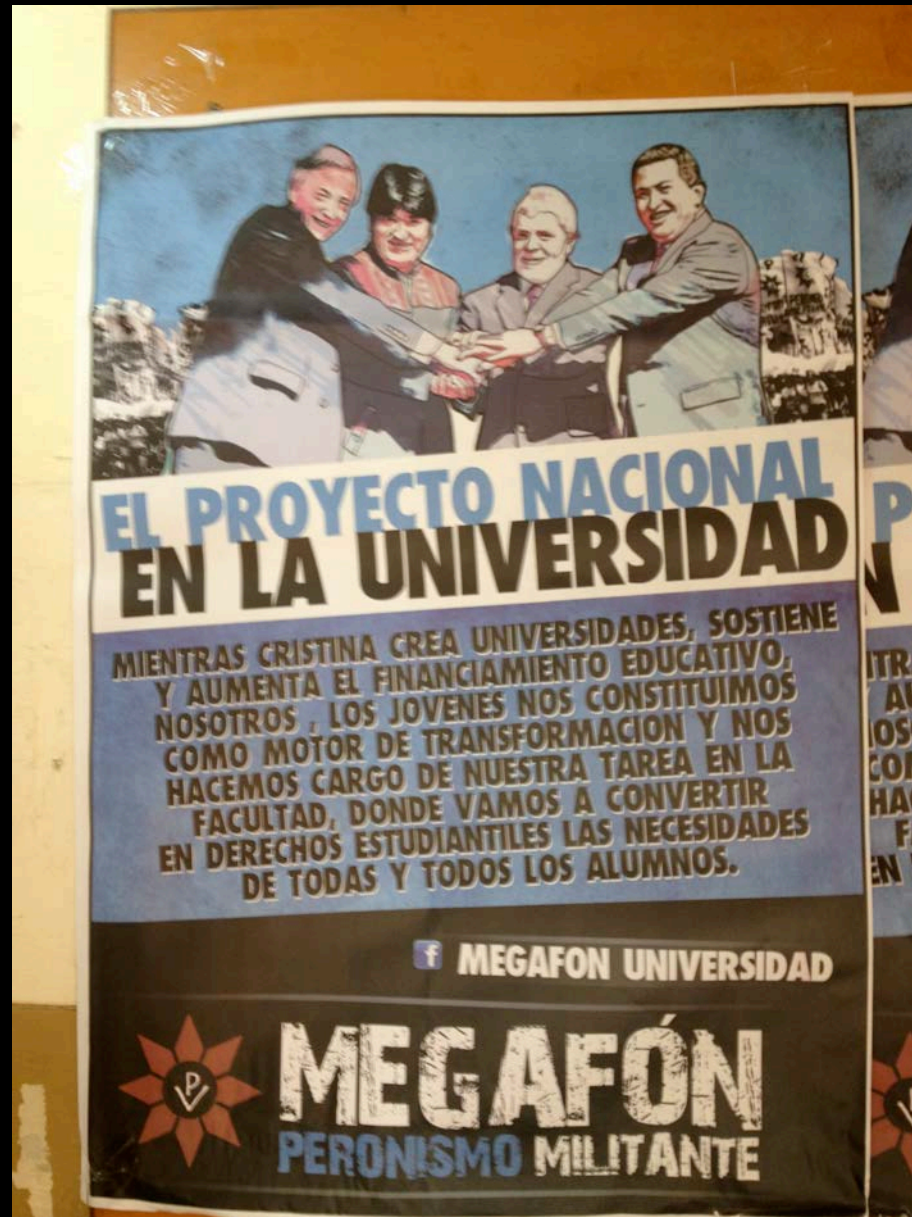 EL PROYECTO NACIONAL
EN LA UNIVERSIDAD
MIENTRAS CRISTINA CREA UNIVERSIDADES, SOSTIENE
Y AUMENTA EL FINANCIAMIENTO EDUCATIVO,
NOSOTROS , LOS JOVENES NOS CONSTITUIMOS
COMO MOTOR DE TRANSFORMACION Y NOS
HACEMOS CARGO DE NUESTRA TAREA EN LA
FACULTAD, DONDE VAMOS A CONVERTIR
EN DERECHOS ESTUDIANTILES LAS NECESIDADES
DE TODAS Y TODOS LOS ALUMNOS.
f MEGAFON UNIVERSIDAD
PV
MEGAFÓN
PERONISMO MILITANTE